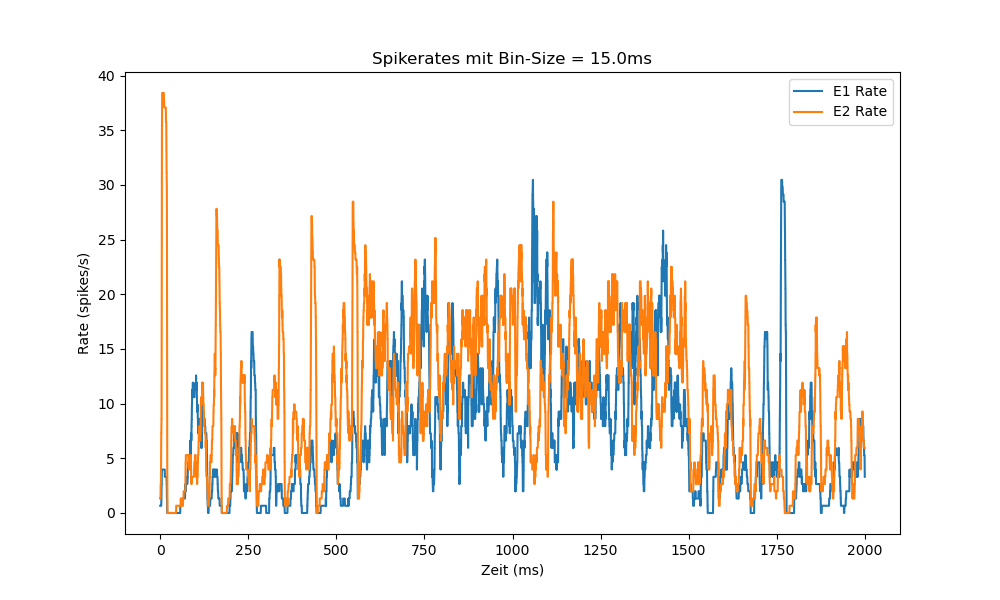 Spikerates mit Bin-Size = 15.0ms
E1 Rate
E2 Rate
Rate (spikes/s)
40
35
30
25
20
15
10
5
0
0 250 500 750 1000 1250 1500 1750 2000
Zeit (ms)